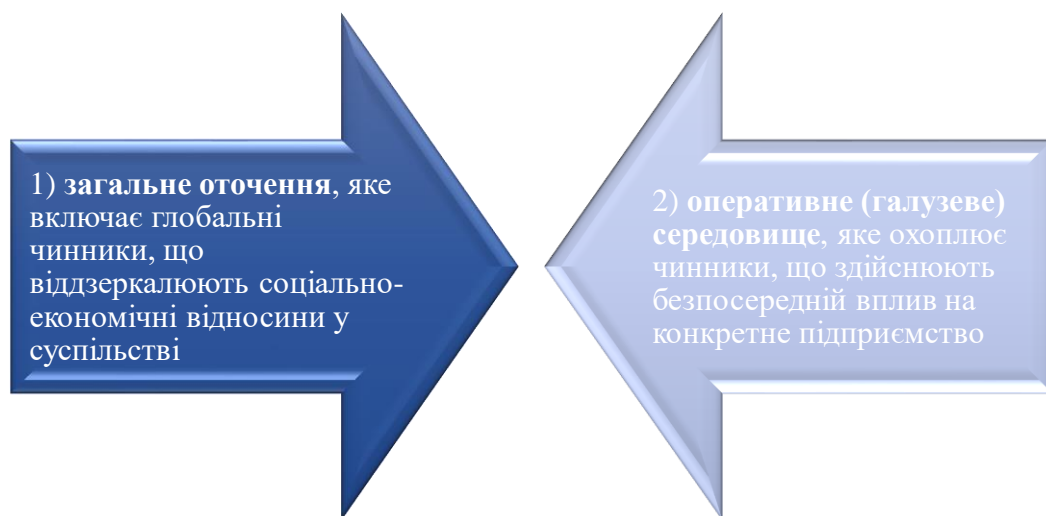 1) загальне оточення, яке
включає глобальні
чинники, що
віддзеркалюють соціально-
економічні відносини у
суспільстві
2) оперативне (галузеве)
середовище, яке охоплює
чинники, що здійснюють
безпосередній вплив на
конкретне підприємство